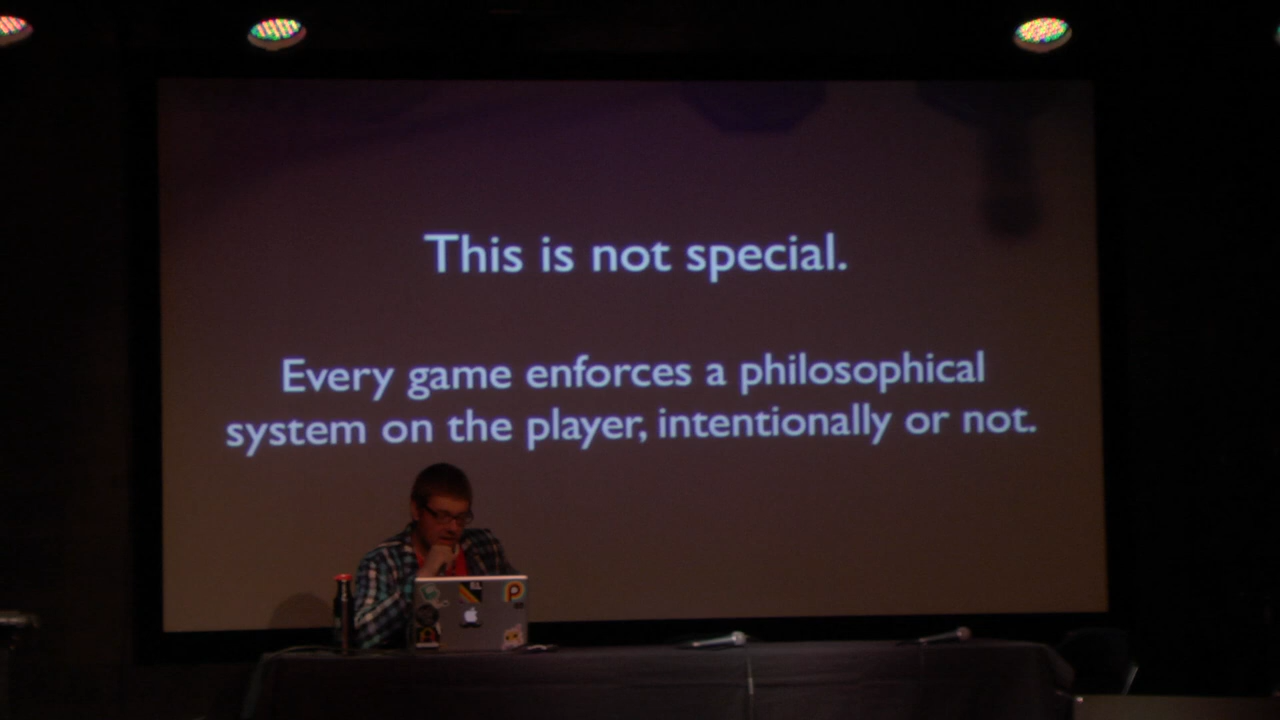 This is not special.
Every game enforces a philosophical
system on the player, intentionally or not.